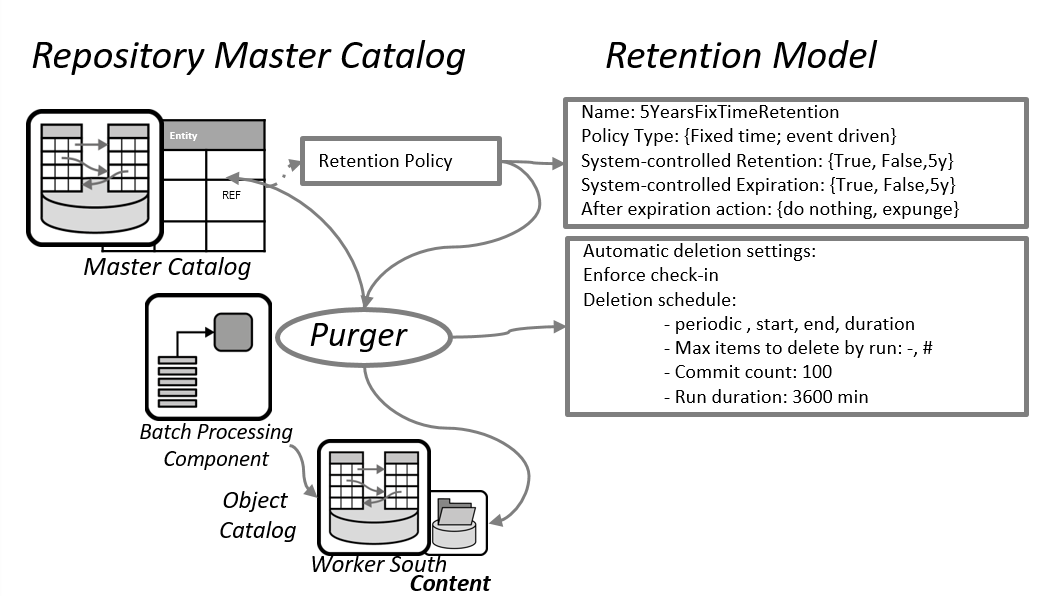 Repository Master Catalog
Retention Model
Entity
REF
Master Catalog
Retention Policy
Name: 5YearsFixTimeRetention
Policy Type: {Fixed time; event driven}
System-controlled Retention: {True, False,5y}
System-controlled Expiration: {True, False,5y}
After expiration action: {do nothing, expunge}
Automatic deletion settings:
Enforce check-in
Deletion schedule:
- periodic , start, end, duration
- Max items to delete by run: -, #
- Commit count: 100
- Run duration: 3600 min
Purger
Batch Processing
Component
Object
Catalog
Worker South
Content